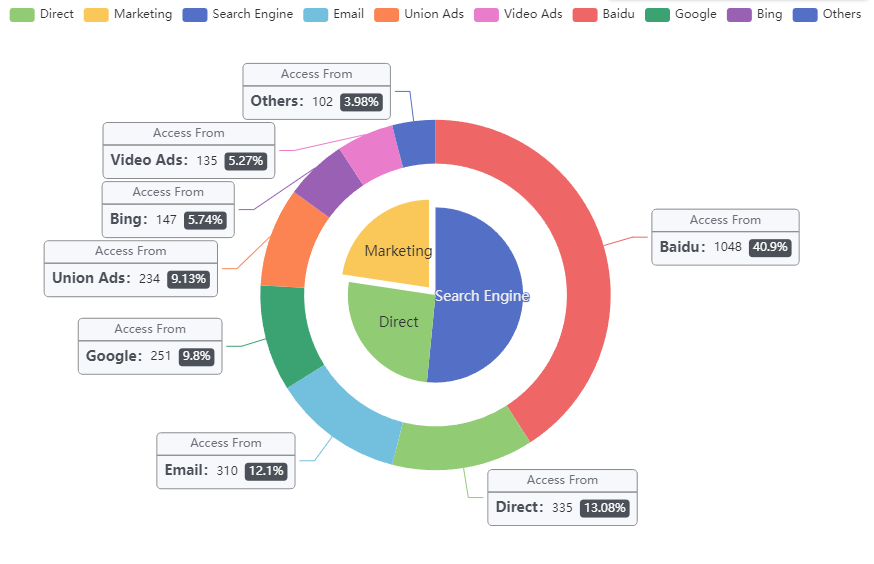 Direct Marketing Search Engine Email Union Ads Video Ads Baidu Google Bing Others
Access From
Others: 102 3.98%
Access From
Video Ads: 135 5.27%
Access From
Bing: 147 5.74%
Access From
Union Ads: 234 9.13%
Access From
Google: 251 9.8%
Access From
Email: 310 12.1%
Access From
Direct: 335 13.08%
Access From
Baidu: 1048 40.9%
Marketing
Search Engine
Direct